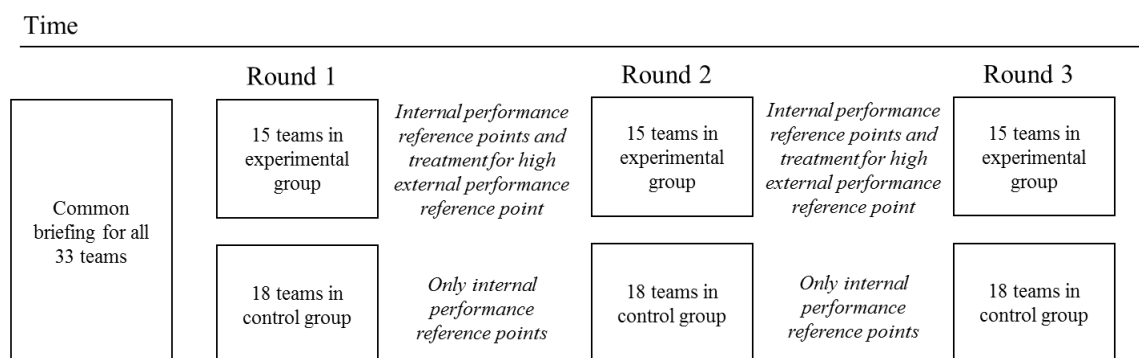 Time
Round 1
Round 2
Round 3
Common
briefing for all
33 teams
15 teams in
experimental
group
Internal performance
reference points and
treatment for high
external performance
reference point
15 teams in
experimental
group
Internal performance
reference points and
treatment for high
external performance
reference point
15 teams in
experimental
group
18 teams in
control group
Only internal
performance
reference points
18 teams in
control group
Only internal
performance
reference points
18 teams in
control group